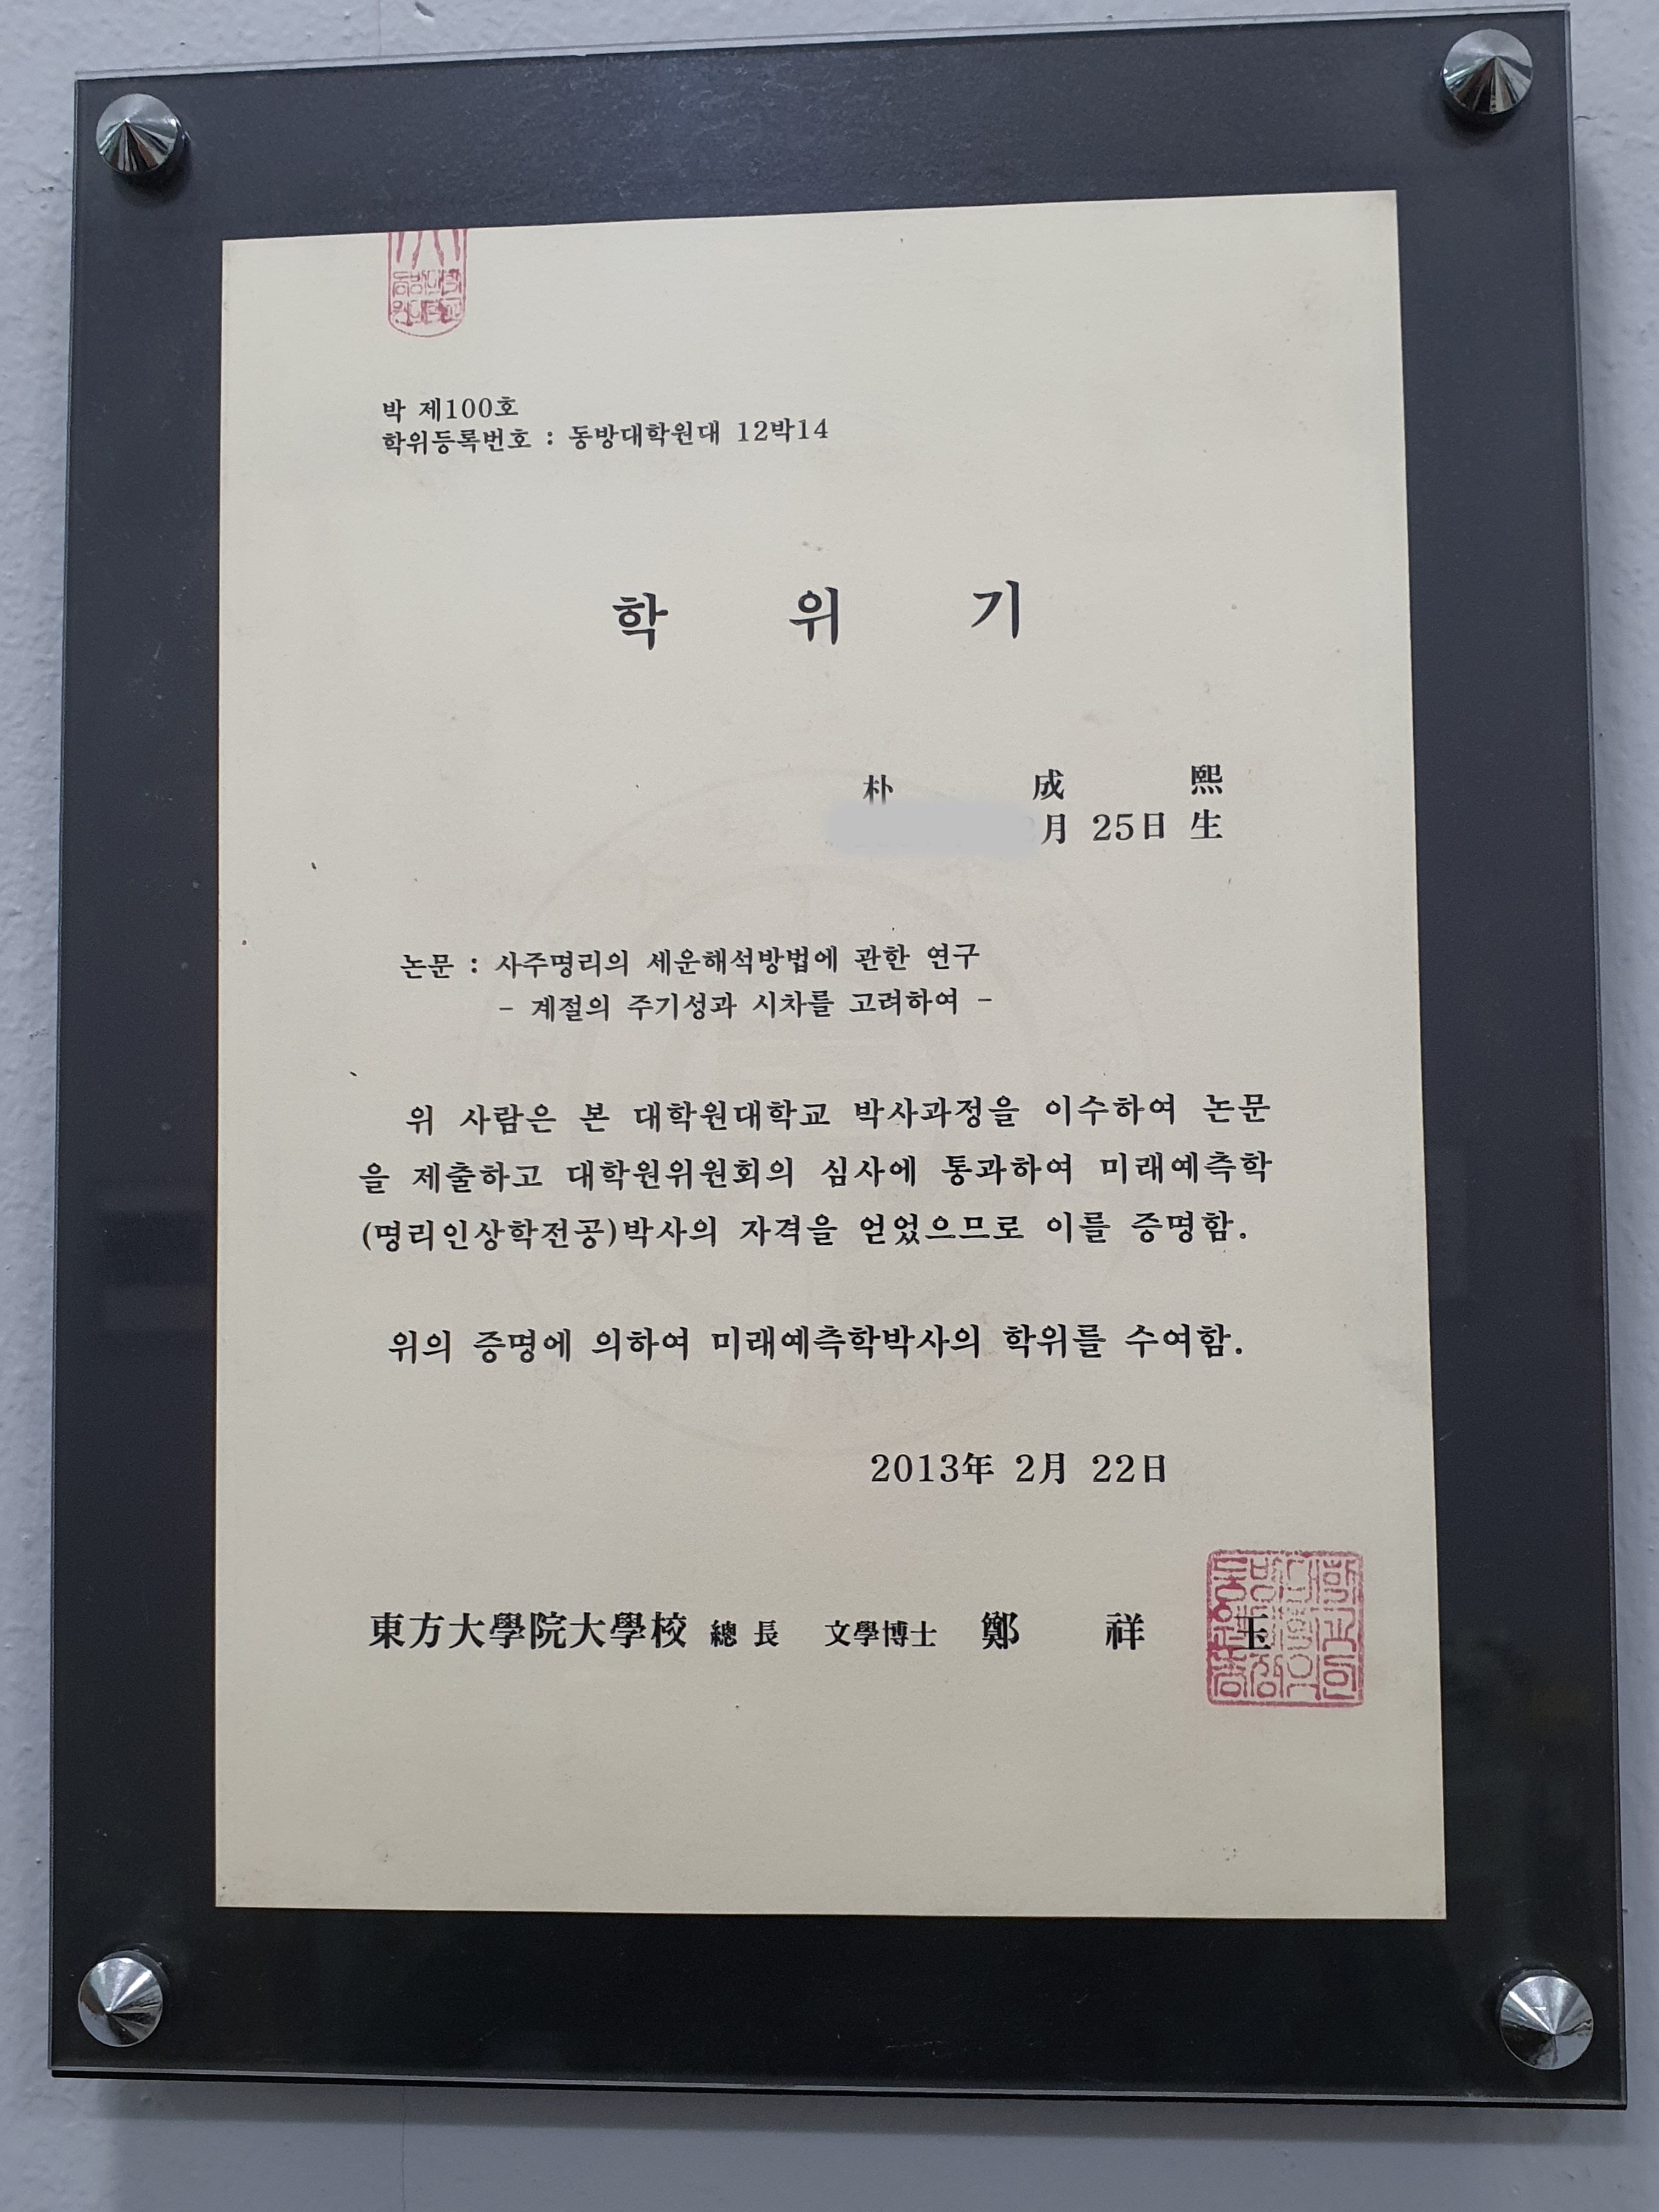 박 제100호
학위등록번호 : 동방대학원대 12박14
학 위 기
朴 成 熙
月 25日 生
논문 : 사주명리의 세운해석방법에 관한 연구
- 계절의 주기성과 시차를 고려하여 -
위 사람은 본 대학원대학교 박사과정을 이수하여 논문
을 제출하고 대학원위원회의 심사에 통과하여 미래예측학
(명리인상학전공)박사의 자격을 얻었으므로 이를 증명함.
위의 증명에 의하여 미래예측학박사의 학위를 수여함.
2013年 2月 22日
東方大學院大學校 總 長 文學博士 鄭 祥 玉